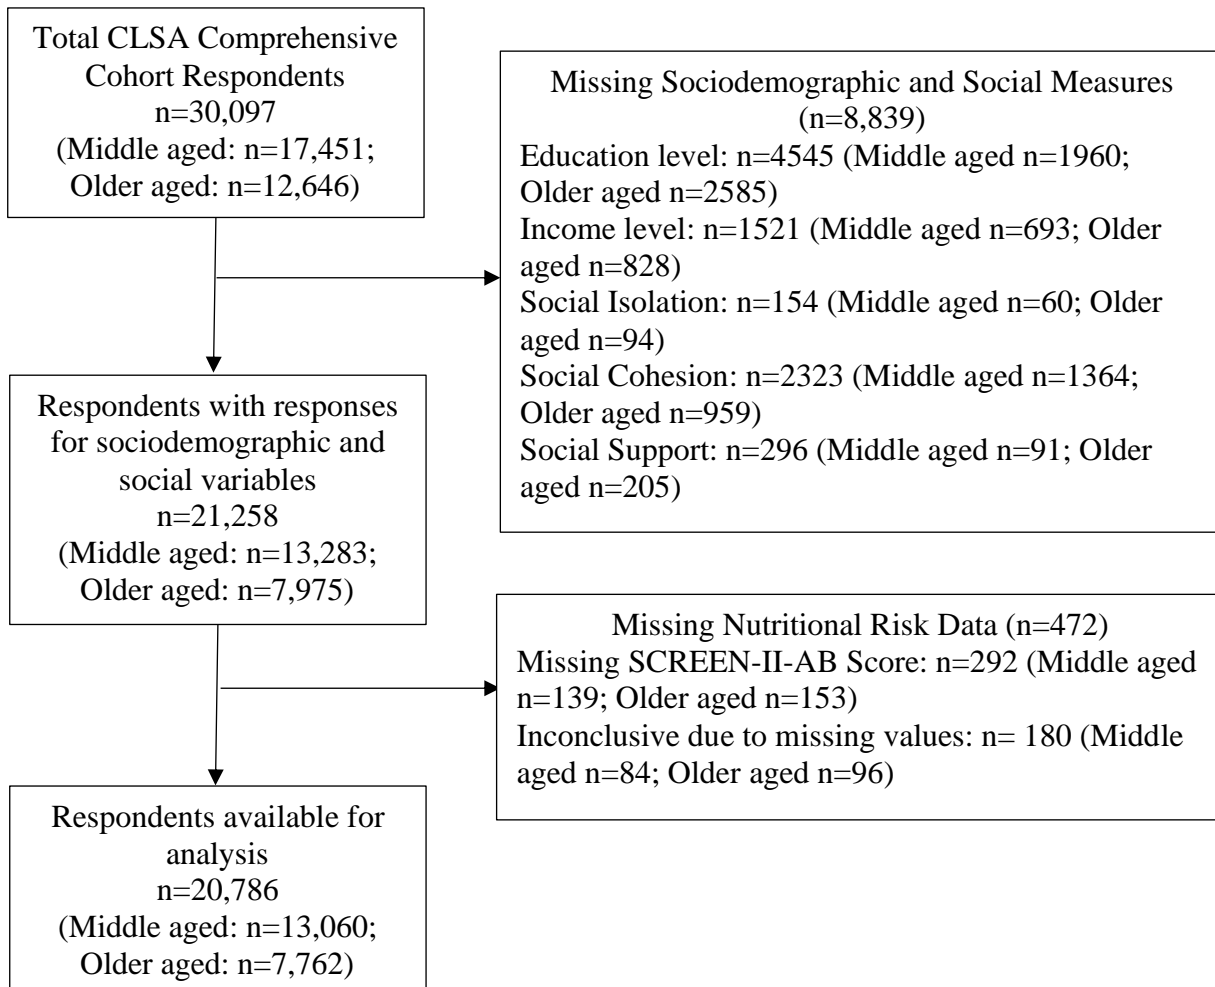 Total CLSA Comprehensive
Cohort Respondents
n=30,097
(Middle aged: n=17,451;
Older aged: n=12,646)
Missing Sociodemographic and Social Measures
(n=8,839)
Education level: n=4545 (Middle aged n=1960;
Older aged n=2585)
Income level: n=1521 (Middle aged n=693; Older
aged n=828)
Social Isolation: n=154 (Middle aged n=60; Older
aged n=94)
Social Cohesion: n=2323 (Middle aged n=1364;
Older aged n=959)
Social Support: n=296 (Middle aged n=91; Older
aged n=205)
Respondents with responses
for sociodemographic and
social variables
n=21,258
(Middle aged: n=13,283;
Older aged: n=7,975)
Missing Nutritional Risk Data (n=472)
Missing SCREEN-II-AB Score: n=292 (Middle aged
n=139; Older aged n=153)
Inconclusive due to missing values: n= 180 (Middle
aged n=84; Older aged n=96)
Respondents available for
analysis
n=20,786
(Middle aged: n=13,060;
Older aged: n=7,762)